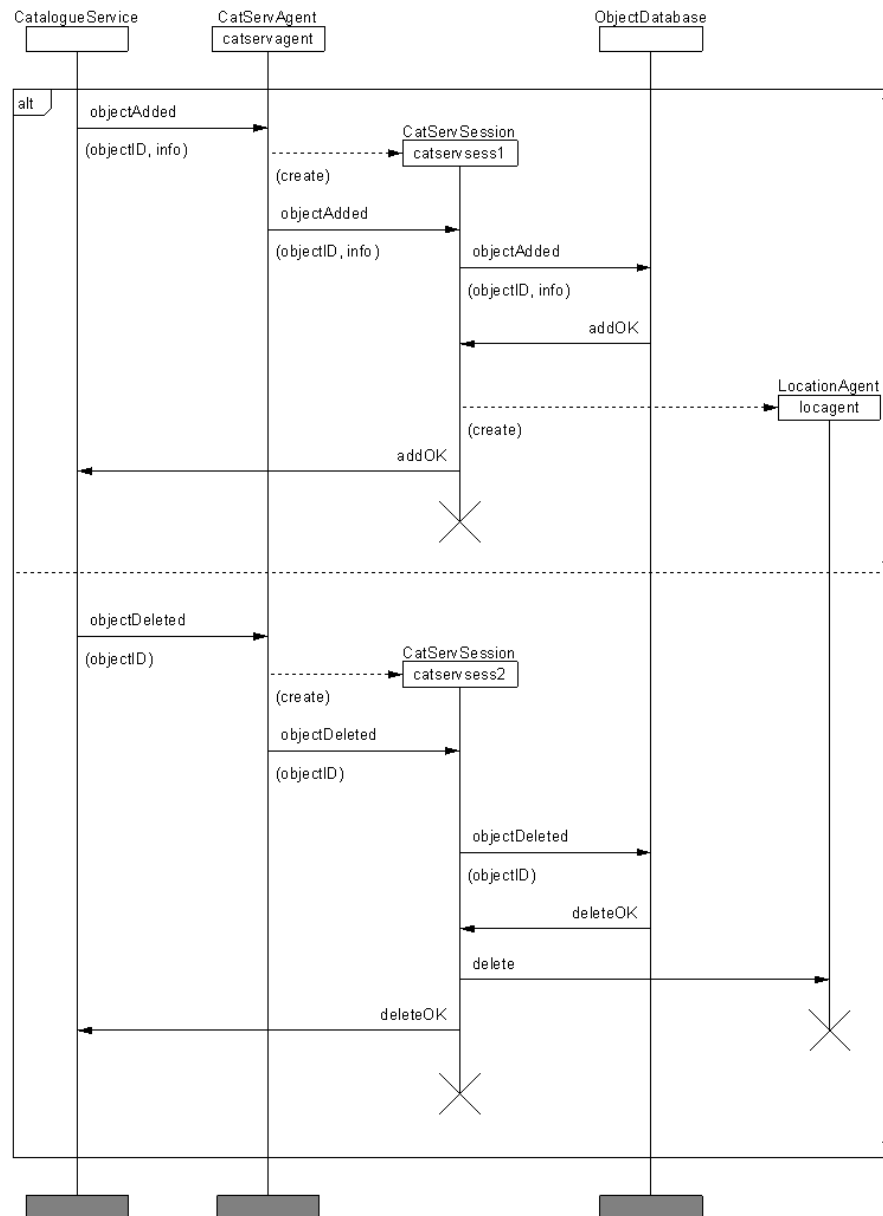 CatalogueService
CatServAgent
ObjectDatabase
catservagent
alt
objectAdded
(objectID, info)
CatServSession
catservsess1
(create)
objectAdded
(objectID, info)
objectAdded
(objectID, info)
addOK
LocationAgent
locagent
(create)
addOK
objectDeleted
(objectID)
CatServSession
catservsess2
(create)
objectDeleted
(objectID)
objectDeleted
(objectID)
deleteOK
delete
deleteOK